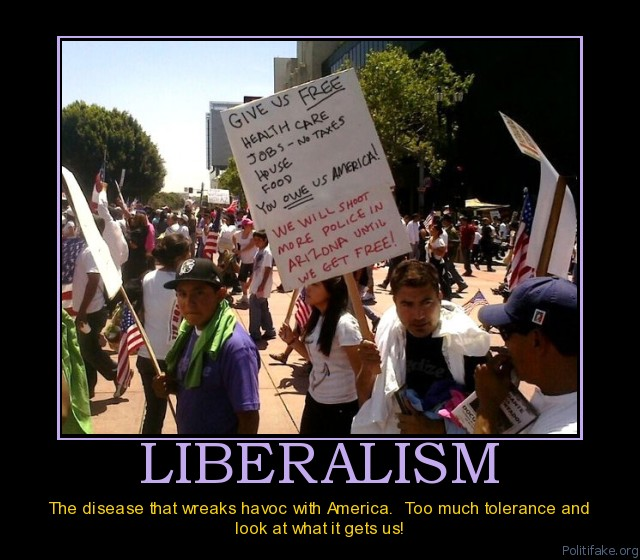 GIVE US FREE
HEALTH CARE
JOBS - NO TAXES
HOUSE
FOOD
YOU OWE US AMERICA!
WE WILL SHOOT
MORE POLICE IN
ARIZONA UNTIL
WE GET FREE!
LIBERALISM
The disease that wreaks havoc with America. Too much tolerance and
look at what it gets us!
Politifake.org